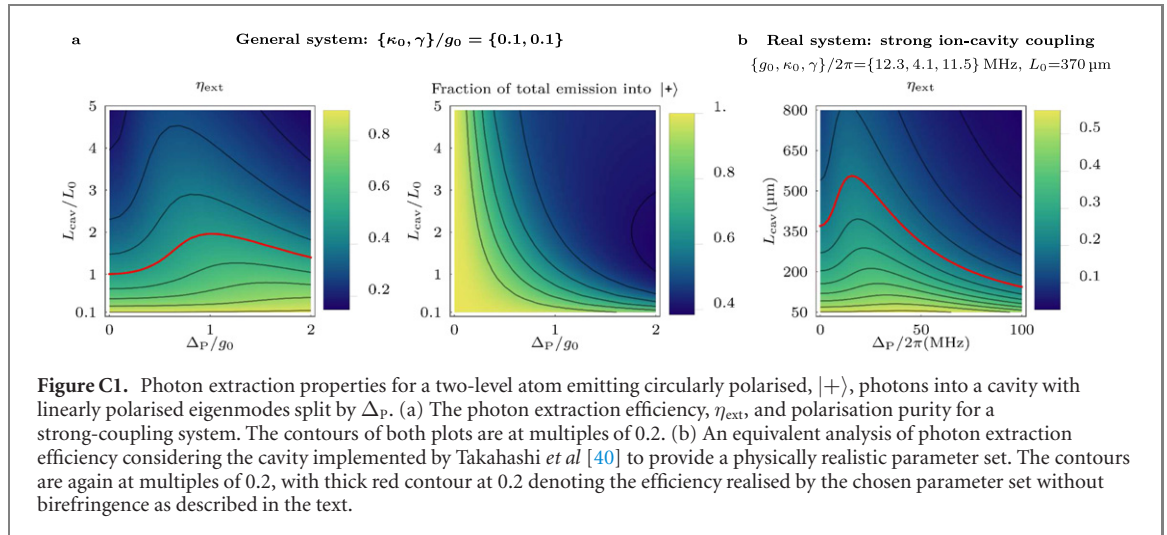 a General system: {κ₀, γ}/g₀ = {0.1, 0.1}
b Real system: strong ion-cavity coupling
{g₀, κ₀, γ}/2π={12.3, 4.1, 11.5} MHz, L₀=370 µm
η_ext
5
4
3
2
1
0.1
L_cav/L₀
0 1 2
Δ_P/g₀
0.8
0.6
0.4
0.2
Fraction of total emission into |+⟩
5
4
3
2
1
0.1
L_cav/L₀
0 1 2
Δ_P/g₀
1.
0.8
0.6
0.4
η_ext
800
650
500
350
200
50
L_cav(µm)
0 50 100
Δ_P/2π(MHz)
0.5
0.4
0.3
0.2
0.1
Figure C1. Photon extraction properties for a two-level atom emitting circularly polarised, |+⟩, photons into a cavity with
linearly polarised eigenmodes split by Δ_P. (a) The photon extraction efficiency, η_ext, and polarisation purity for a
strong-coupling system. The contours of both plots are at multiples of 0.2. (b) An equivalent analysis of photon extraction
efficiency considering the cavity implemented by Takahashi et al [40] to provide a physically realistic parameter set. The contours
are again at multiples of 0.2, with thick red contour at 0.2 denoting the efficiency realised by the chosen parameter set without
birefringence as described in the text.